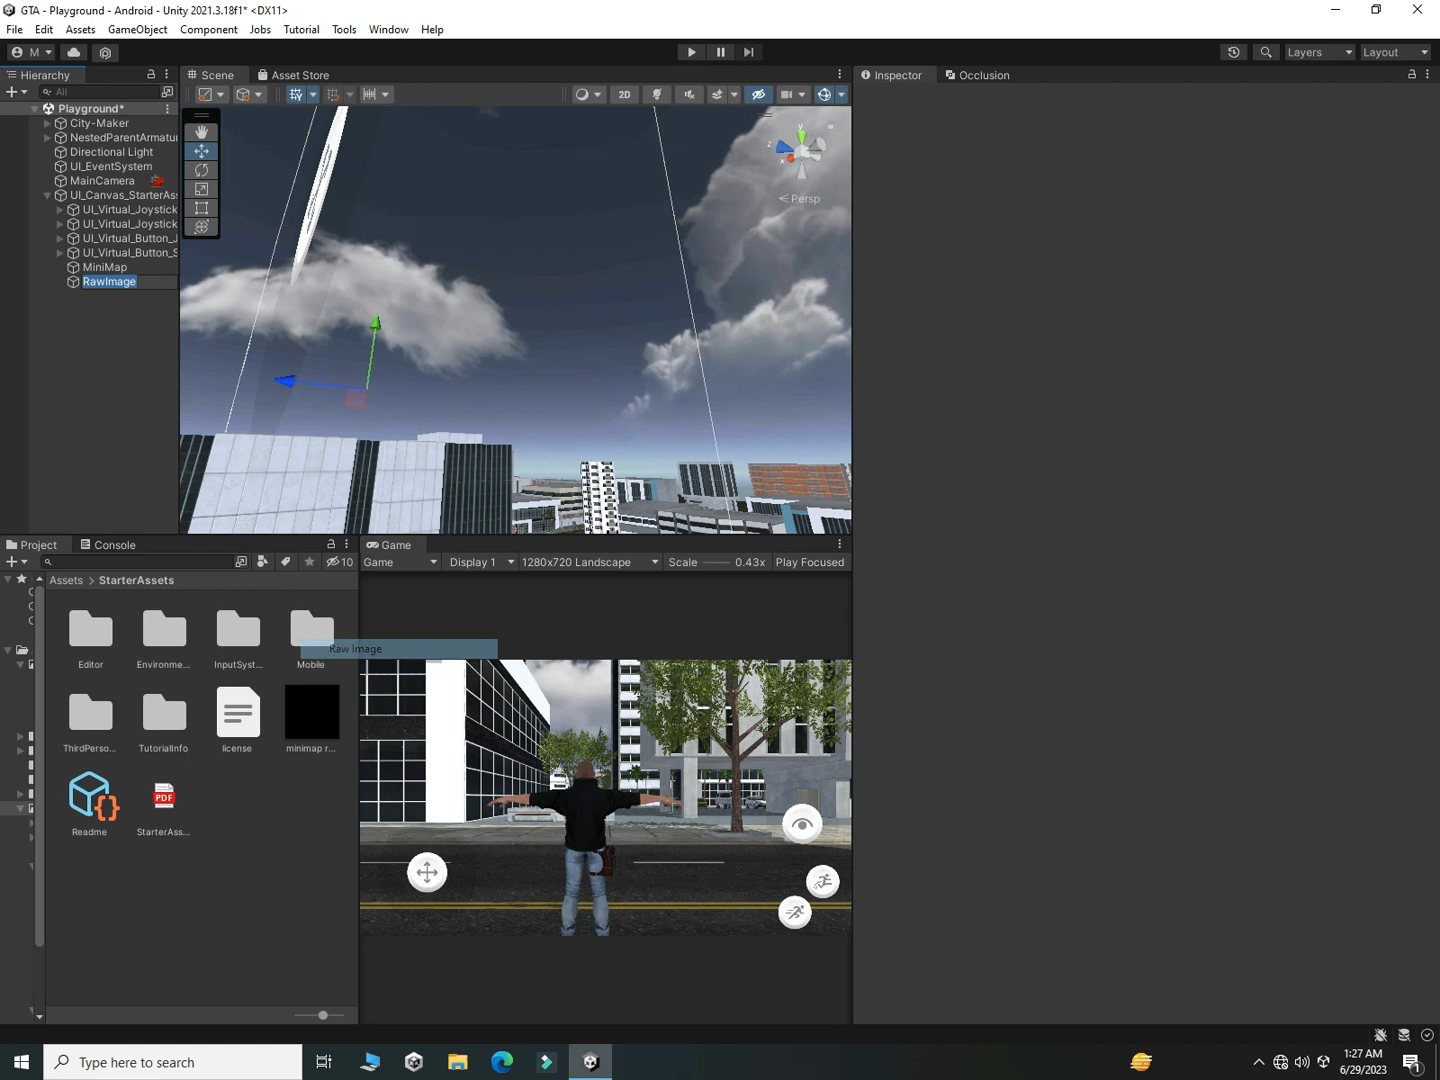 GTA - Playground - Android - Unity 2021.3.18f1* <DX11>
File Edit Assets GameObject Component Jobs Tutorial Tools Window Help
M
Layers Layout
Hierarchy
All
Playground*
City-Maker
NestedParentArmatu
Directional Light
UI_EventSystem
MainCamera
UI_Canvas_StarterAss
UI_Virtual_Joystick
UI_Virtual_Joystick
UI_Virtual_Button_J
UI_Virtual_Button_S
MiniMap
RawImage
Scene Asset Store
2D
y
z
x
Persp
Inspector Occlusion
Project Console
10
Assets > StarterAssets
Editor Environme... InputSyst... Mobile
ThirdPerso... TutorialInfo license minimap r...
PDF
Readme StarterAss...
Raw Image
Game
Game Display 1 1280x720 Landscape Scale 0.43x Play Focused
Type here to search
1:27 AM
6/29/2023
1